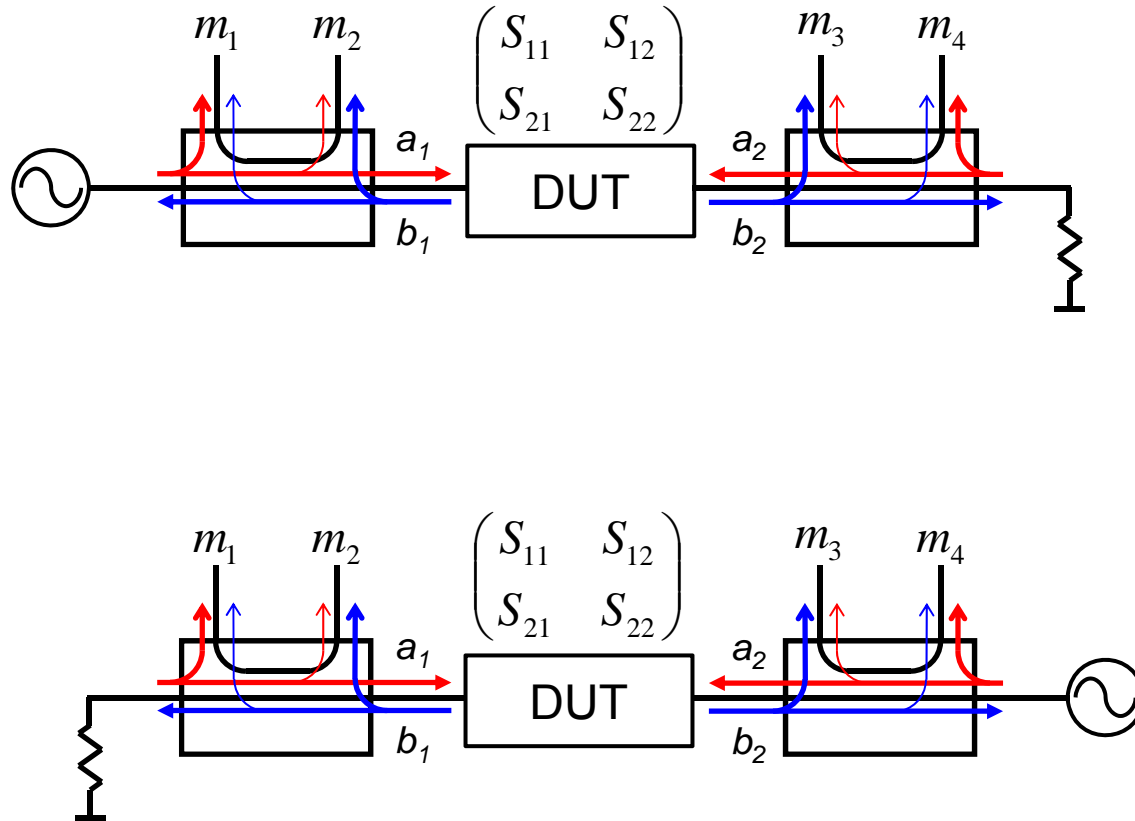 m₁ m₂ m₃ m₄
S₁₁ S₁₂
S₂₁ S₂₂
a₁ a₂
DUT
b₁ b₂
m₁ m₂ m₃ m₄
S₁₁ S₁₂
S₂₁ S₂₂
a₁ a₂
DUT
b₁ b₂